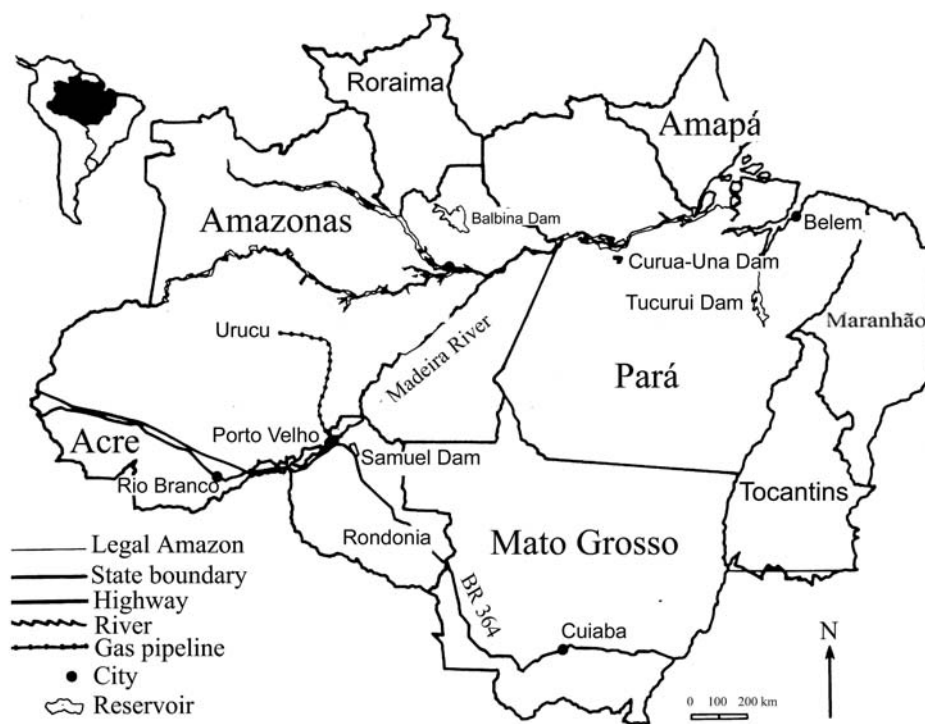 Roraima
Amapá
Amazonas
Balbina Dam
Belem
Curua-Una Dam
Tucurui Dam
Maranhão
Urucu
Madeira River
Pará
Acre
Porto Velho
Samuel Dam
Rio Branco
Tocantins
Rondonia
Mato Grosso
BR 364
Cuiaba
Legal Amazon
State boundary
Highway
River
Gas pipeline
City
Reservoir
N
0 100 200 km